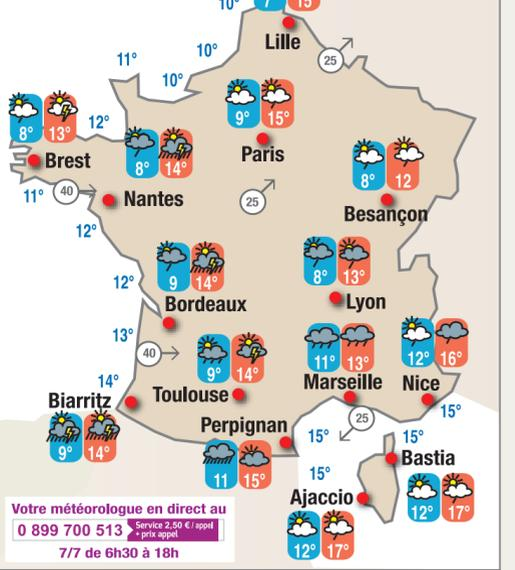 10°
7° 15°
Lille
25
11°
10°
10°
9° 15°
Paris
8° 13°
12°
Brest
8° 14°
11°
40
Nantes
25
8° 12
Besançon
12°
12°
9 14°
Bordeaux
8° 13°
Lyon
13°
40
9° 14°
Toulouse
11° 13°
Marseille
12° 16°
Nice
14°
Biarritz
9° 14°
15°
25
Perpignan
15°
15°
11 15°
Bastia
15°
Ajaccio
12° 17°
12° 17°
Votre météorologue en direct au
0 899 700 513 Service 2,50 € / appel
+ prix appel
7/7 de 6h30 à 18h